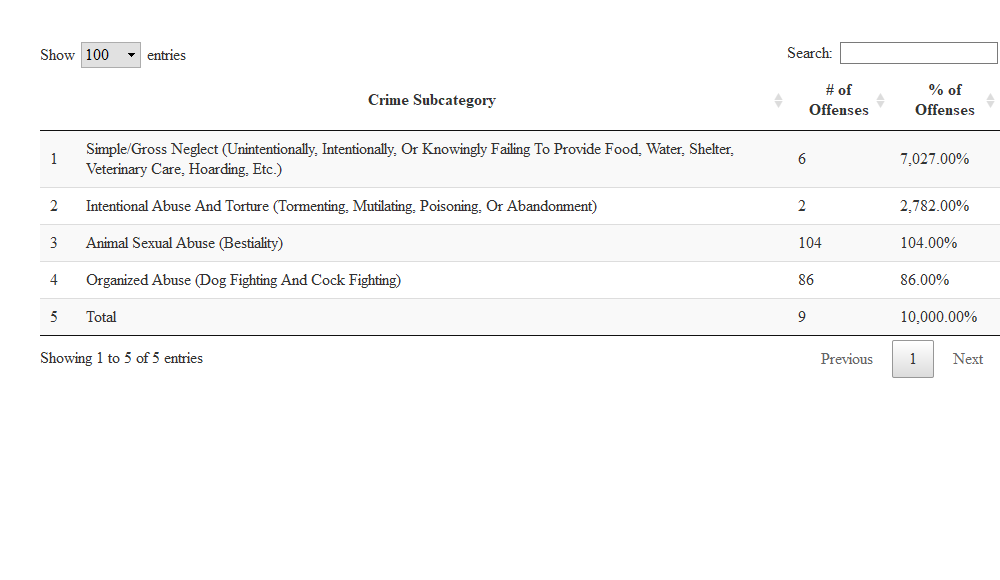 Show 100 entries Search:
Crime Subcategory # of Offenses % of Offenses
1 Simple/Gross Neglect (Unintentionally, Intentionally, Or Knowingly Failing To Provide Food, Water, Shelter, Veterinary Care, Hoarding, Etc.) 6 7,027.00%
2 Intentional Abuse And Torture (Tormenting, Mutilating, Poisoning, Or Abandonment) 2 2,782.00%
3 Animal Sexual Abuse (Bestiality) 104 104.00%
4 Organized Abuse (Dog Fighting And Cock Fighting) 86 86.00%
5 Total 9 10,000.00%
Showing 1 to 5 of 5 entries Previous 1 Next